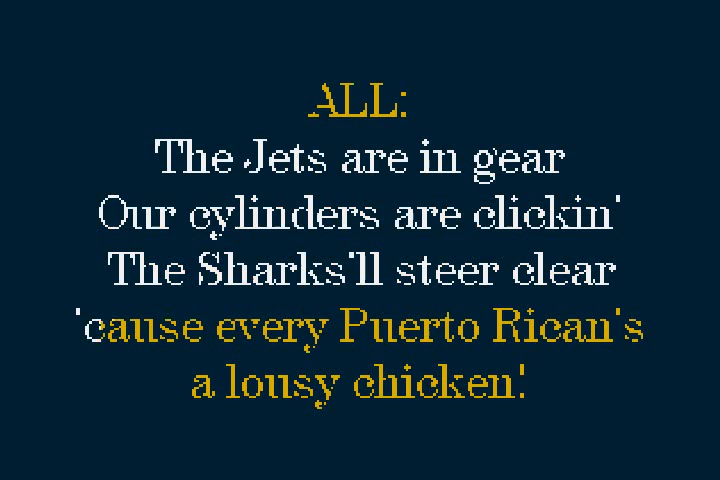 ALL:
The Jets are in gear
Our cylinders are clickin'
The Sharks'll steer clear
'cause every Puerto Rican's
a lousy chicken!